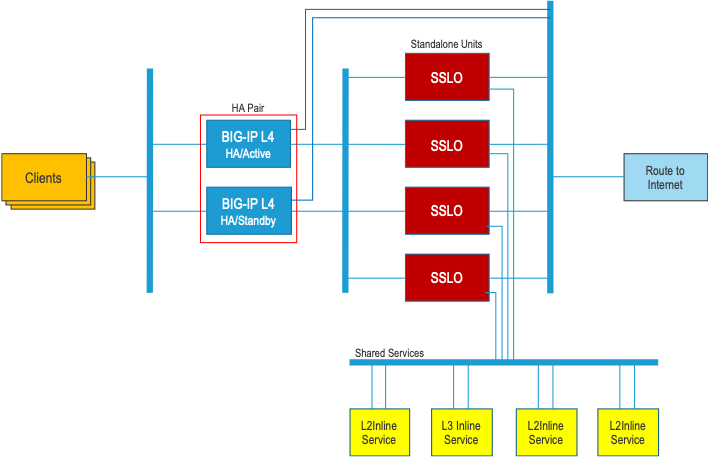 Standalone Units
SSLO
HA Pair
BIG-IP L4
HA/Active
SSLO
Clients
Route to
Internet
BIG-IP L4
HA/Standby
SSLO
SSLO
Shared Services
L2Inline
Service
L3 Inline
Service
L2Inline
Service
L2Inline
Service